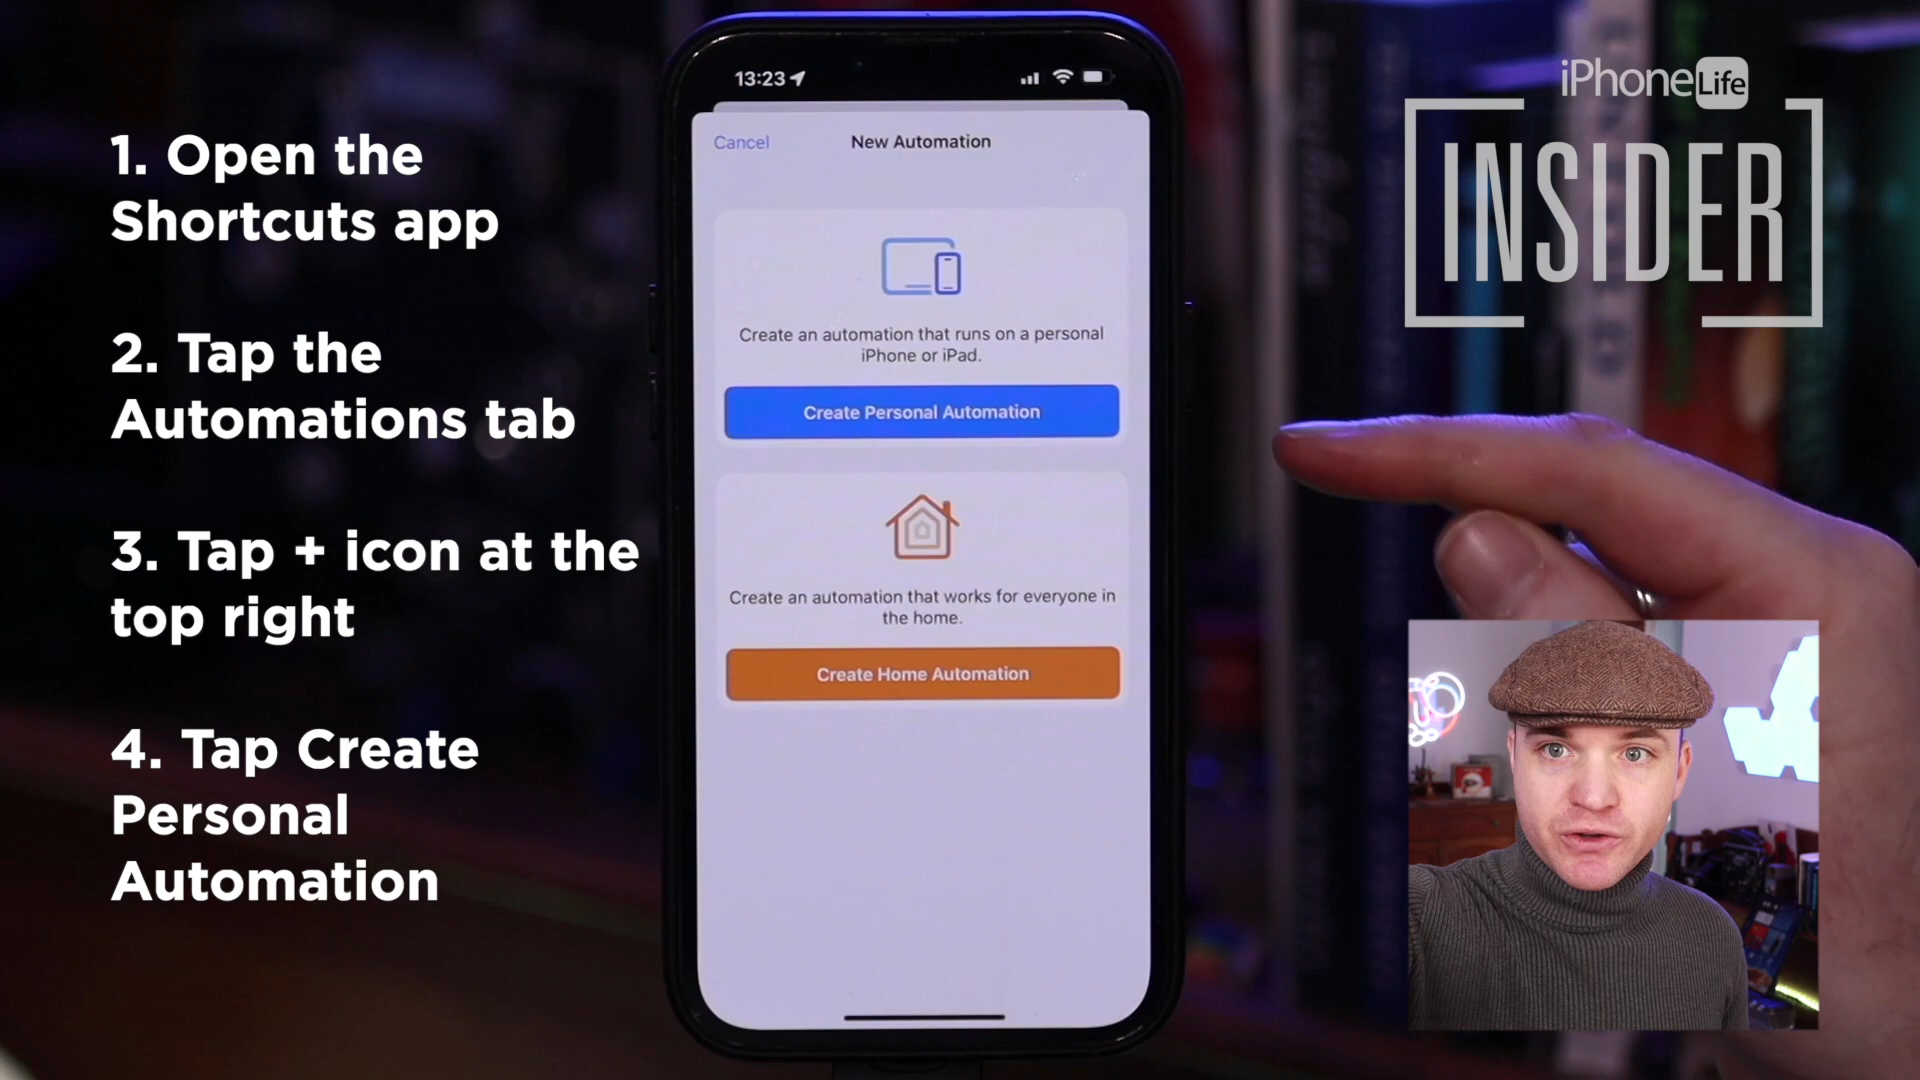 1. Open the
Shortcuts app
2. Tap the
Automations tab
3. Tap + icon at the
top right
4. Tap Create
Personal
Automation
13:23
Cancel
New Automation
Create an automation that runs on a personal
iPhone or iPad.
Create Personal Automation
Create an automation that works for everyone in
the home.
Create Home Automation
iPhoneLife
INSIDER